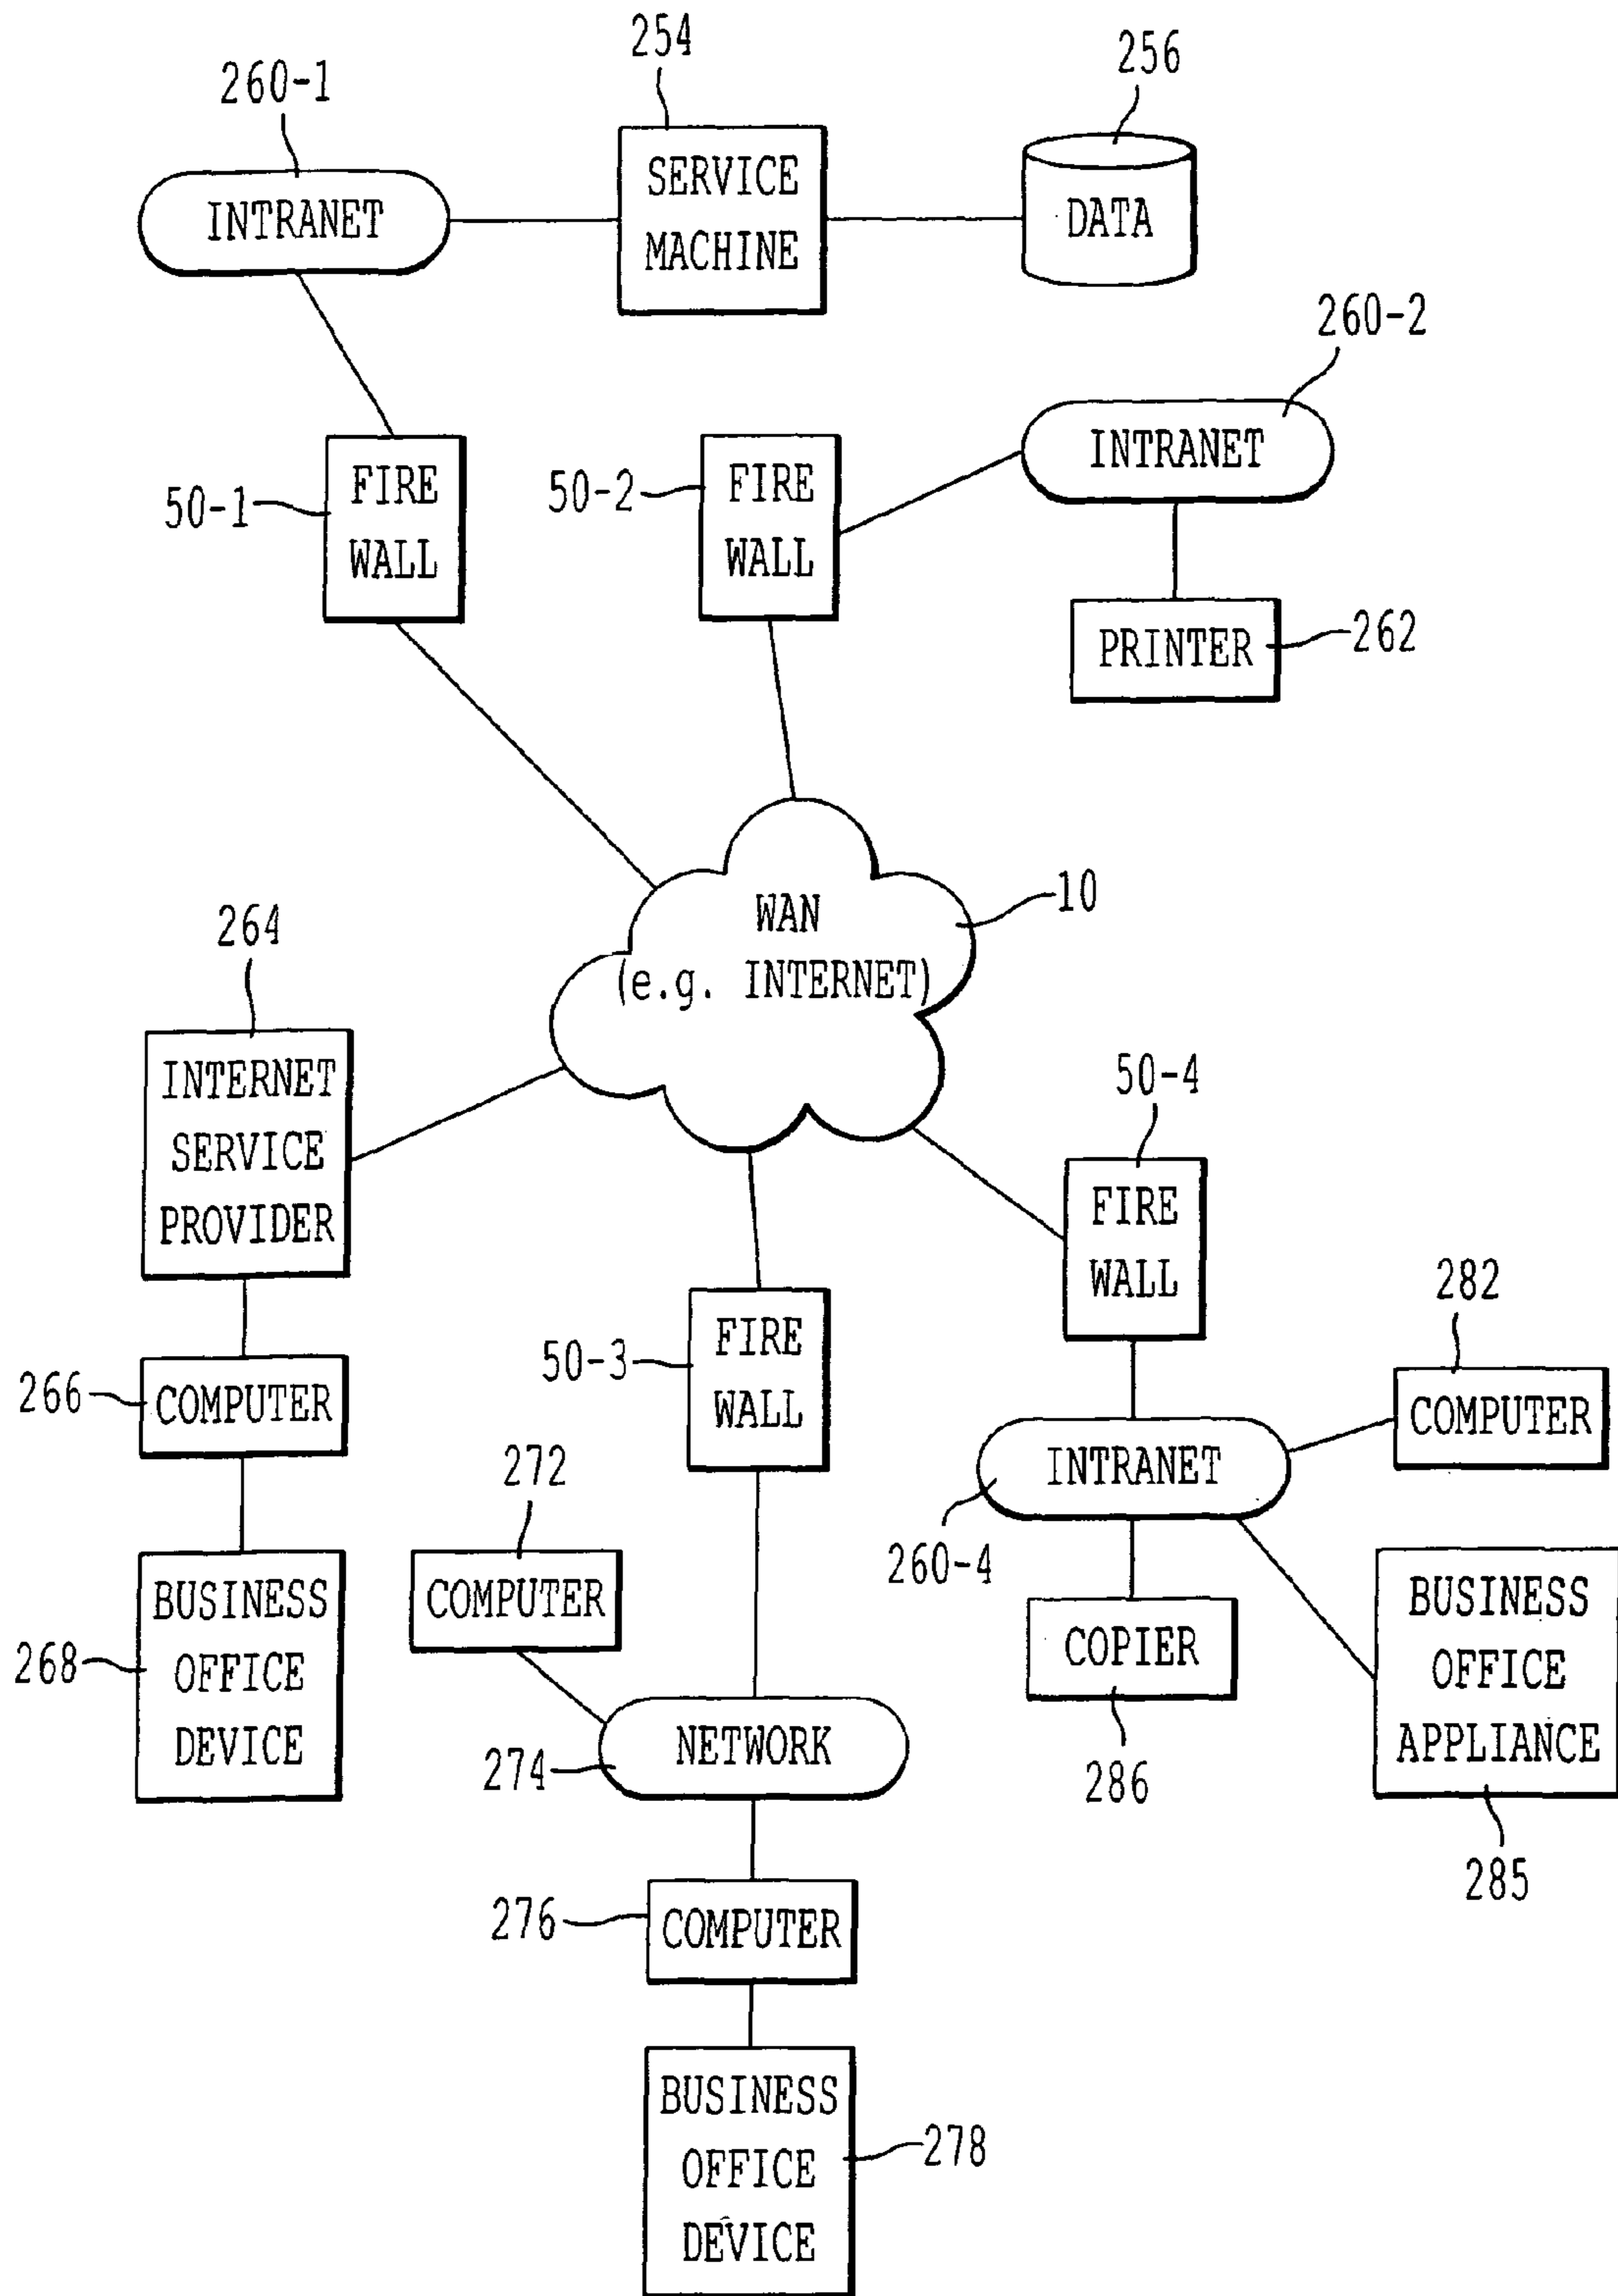 254
256
260-1
SERVICE
MACHINE
INTRANET
DATA
260-2
INTRANET
50-1
FIRE
WALL
50-2
FIRE
WALL
PRINTER
262
WAN
(e.g. INTERNET)
10
264
INTERNET
SERVICE
PROVIDER
50-4
FIRE
WALL
282
50-3
FIRE
WALL
266
COMPUTER
COMPUTER
272
INTRANET
260-4
COMPUTER
268
BUSINESS
OFFICE
DEVICE
COPIER
286
BUSINESS
OFFICE
APPLIANCE
285
NETWORK
274
276
COMPUTER
BUSINESS
OFFICE
DEVICE
278